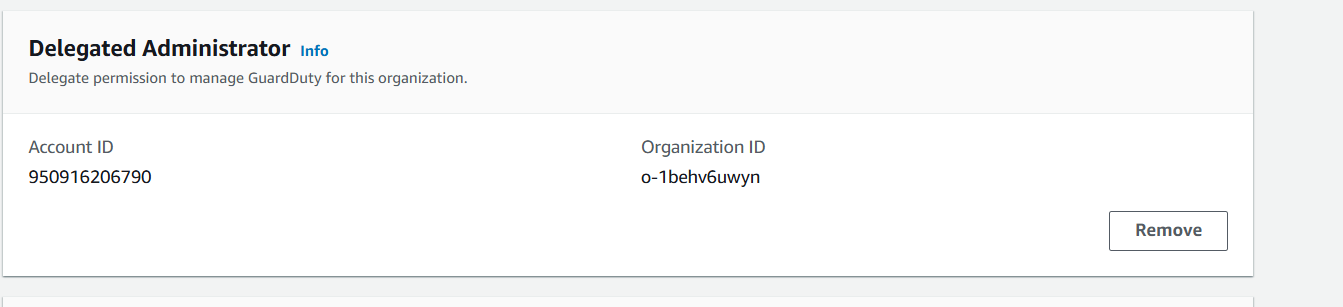 Delegated Administrator Info
Delegate permission to manage GuardDuty for this organization.
Account ID
Organization ID
950916206790
o-1behv6uwyn
Remove